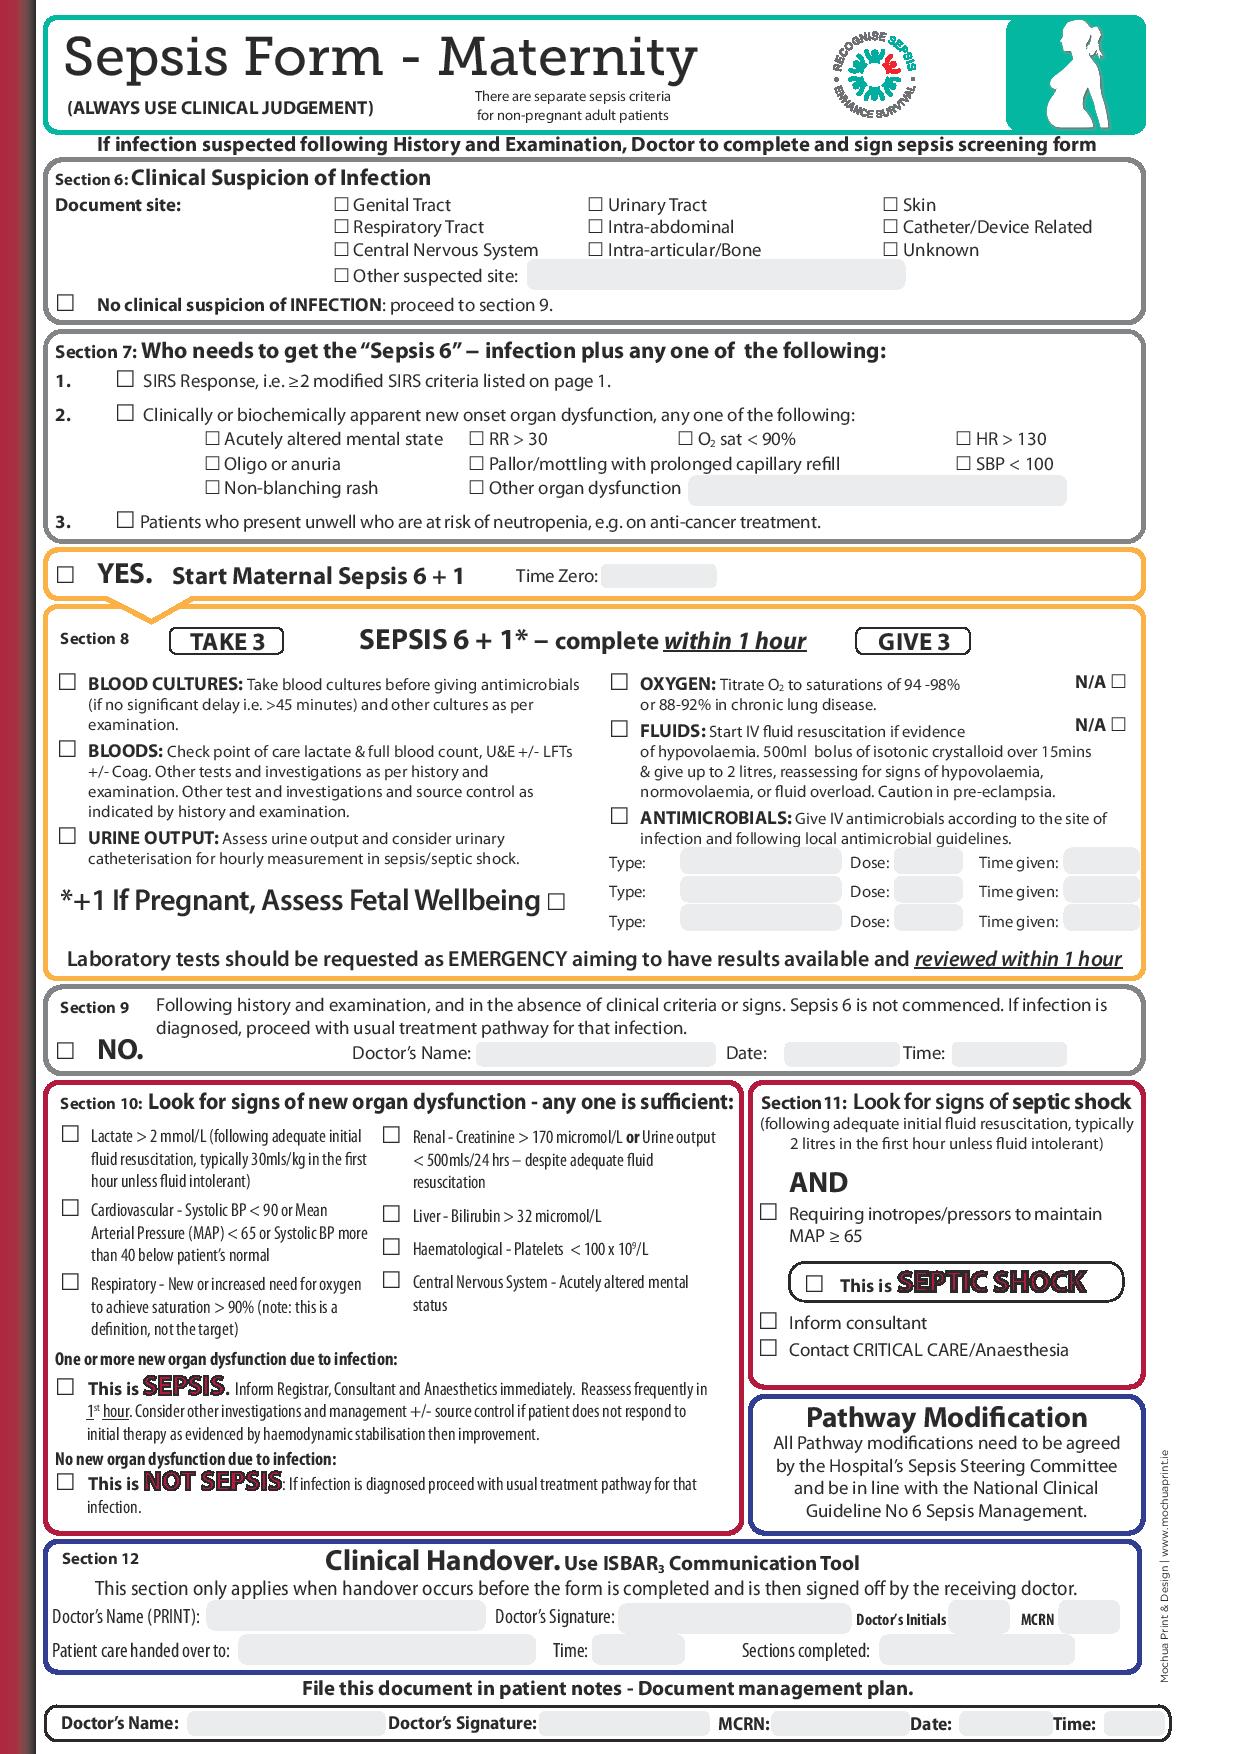 Sepsis Form - Maternity
(ALWAYS USE CLINICAL JUDGEMENT)
There are separate sepsis criteria
for non-pregnant adult patients
RECOGNISE SEPSIS • ENHANCE SURVIVAL •
If infection suspected following History and Examination, Doctor to complete and sign sepsis screening form
Section 6: Clinical Suspicion of Infection
Document site: ☐ Genital Tract ☐ Urinary Tract ☐ Skin
☐ Respiratory Tract ☐ Intra-abdominal ☐ Catheter/Device Related
☐ Central Nervous System ☐ Intra-articular/Bone ☐ Unknown
☐ Other suspected site:
☐ No clinical suspicion of INFECTION: proceed to section 9.
Section 7: Who needs to get the “Sepsis 6” – infection plus any one of the following:
1. ☐ SIRS Response, i.e. ≥2 modified SIRS criteria listed on page 1.
2. ☐ Clinically or biochemically apparent new onset organ dysfunction, any one of the following:
☐ Acutely altered mental state ☐ RR > 30 ☐ O₂ sat < 90% ☐ HR > 130
☐ Oligo or anuria ☐ Pallor/mottling with prolonged capillary refill ☐ SBP < 100
☐ Non-blanching rash ☐ Other organ dysfunction
3. ☐ Patients who present unwell who are at risk of neutropenia, e.g. on anti-cancer treatment.
☐ YES. Start Maternal Sepsis 6 + 1 Time Zero:
Section 8 TAKE 3 SEPSIS 6 + 1* – complete within 1 hour GIVE 3
☐ BLOOD CULTURES: Take blood cultures before giving antimicrobials
(if no significant delay i.e. >45 minutes) and other cultures as per
examination.
☐ BLOODS: Check point of care lactate & full blood count, U&E +/- LFTs
+/- Coag. Other tests and investigations as per history and
examination. Other test and investigations and source control as
indicated by history and examination.
☐ URINE OUTPUT: Assess urine output and consider urinary
catheterisation for hourly measurement in sepsis/septic shock.
*+1 If Pregnant, Assess Fetal Wellbeing ☐
☐ OXYGEN: Titrate O₂ to saturations of 94 -98% N/A ☐
or 88-92% in chronic lung disease.
☐ FLUIDS: Start IV fluid resuscitation if evidence N/A ☐
of hypovolaemia. 500ml bolus of isotonic crystalloid over 15mins
& give up to 2 litres, reassessing for signs of hypovolaemia,
normovolaemia, or fluid overload. Caution in pre-eclampsia.
☐ ANTIMICROBIALS: Give IV antimicrobials according to the site of
infection and following local antimicrobial guidelines.
Type: Dose: Time given:
Type: Dose: Time given:
Type: Dose: Time given:
Laboratory tests should be requested as EMERGENCY aiming to have results available and reviewed within 1 hour
Section 9 Following history and examination, and in the absence of clinical criteria or signs. Sepsis 6 is not commenced. If infection is
diagnosed, proceed with usual treatment pathway for that infection.
☐ NO. Doctor’s Name: Date: Time:
Section 10: Look for signs of new organ dysfunction - any one is sufficient:
☐ Lactate > 2 mmol/L (following adequate initial
fluid resuscitation, typically 30mls/kg in the first
hour unless fluid intolerant)
☐ Cardiovascular - Systolic BP < 90 or Mean
Arterial Pressure (MAP) < 65 or Systolic BP more
than 40 below patient’s normal
☐ Respiratory - New or increased need for oxygen
to achieve saturation > 90% (note: this is a
definition, not the target)
☐ Renal - Creatinine > 170 micromol/L or Urine output
< 500mls/24 hrs – despite adequate fluid
resuscitation
☐ Liver - Bilirubin > 32 micromol/L
☐ Haematological - Platelets < 100 x 10⁹/L
☐ Central Nervous System - Acutely altered mental
status
One or more new organ dysfunction due to infection:
☐ This is SEPSIS. Inform Registrar, Consultant and Anaesthetics immediately. Reassess frequently in
1st hour. Consider other investigations and management +/- source control if patient does not respond to
initial therapy as evidenced by haemodynamic stabilisation then improvement.
No new organ dysfunction due to infection:
☐ This is NOT SEPSIS: If infection is diagnosed proceed with usual treatment pathway for that
infection.
Section 11: Look for signs of septic shock
(following adequate initial fluid resuscitation, typically
2 litres in the first hour unless fluid intolerant)
AND
☐ Requiring inotropes/pressors to maintain
MAP ≥ 65
☐ This is SEPTIC SHOCK
☐ Inform consultant
☐ Contact CRITICAL CARE/Anaesthesia
Pathway Modification
All Pathway modifications need to be agreed
by the Hospital’s Sepsis Steering Committee
and be in line with the National Clinical
Guideline No 6 Sepsis Management.
Section 12 Clinical Handover. Use ISBAR₃ Communication Tool
This section only applies when handover occurs before the form is completed and is then signed off by the receiving doctor.
Doctor’s Name (PRINT): Doctor’s Signature: Doctor’s Initials MCRN
Patient care handed over to: Time: Sections completed:
File this document in patient notes - Document management plan.
Doctor’s Name: Doctor’s Signature: MCRN: Date: Time:
Mochua Print & Design | www.mochuaprint.ie